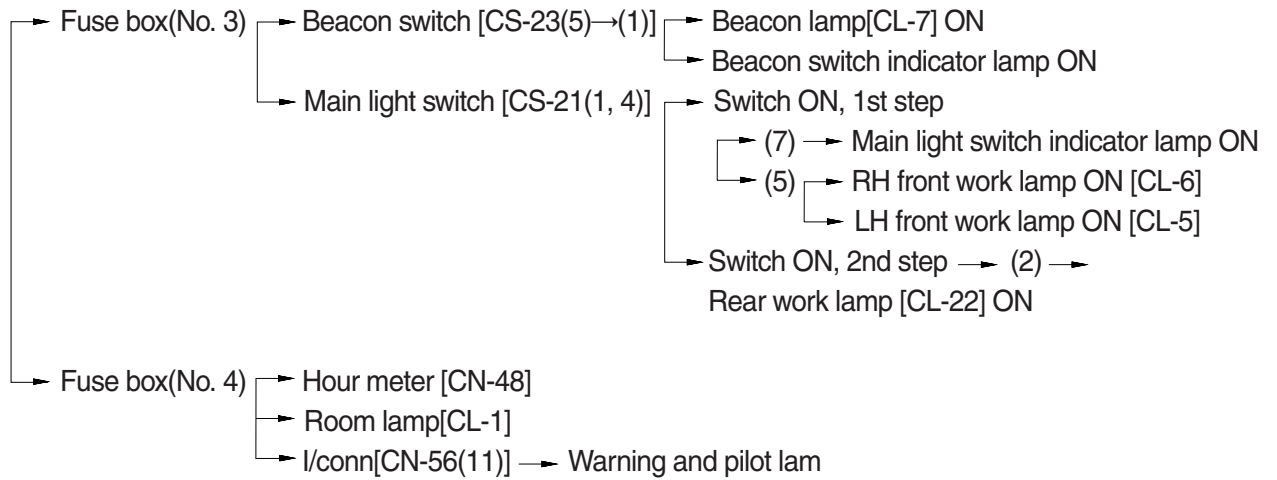 Fuse box(No. 3) Beacon switch [CS-23(5)→(1)] Beacon lamp[CL-7] ON
Beacon switch indicator lamp ON
Main light switch [CS-21(1, 4)] Switch ON, 1st step
(7) → Main light switch indicator lamp ON
(5) RH front work lamp ON [CL-6]
LH front work lamp ON [CL-5]
Switch ON, 2nd step → (2) →
Rear work lamp [CL-22] ON
Fuse box(No. 4) Hour meter [CN-48]
Room lamp[CL-1]
I/conn[CN-56(11)] → Warning and pilot lam